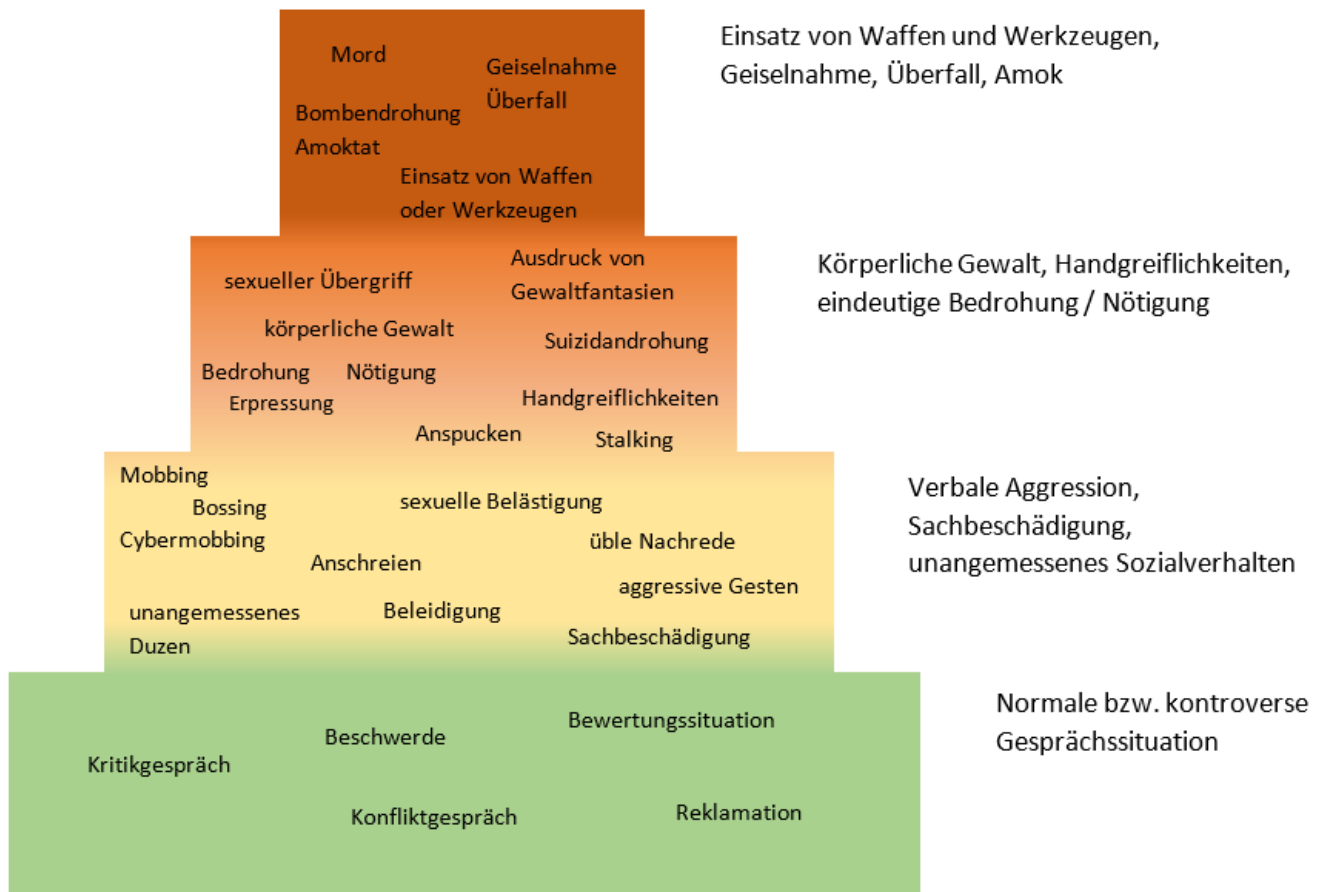 Mord
Geiselnahme
Überfall
Bombendrohung
Amoktat
Einsatz von Waffen
oder Werkzeugen
Einsatz von Waffen und Werkzeugen,
Geiselnahme, Überfall, Amok
sexueller Übergriff
Ausdruck von
Gewaltfantasien
körperliche Gewalt
Suizidandrohung
Bedrohung
Nötigung
Erpressung
Handgreiflichkeiten
Anspucken
Stalking
Körperliche Gewalt, Handgreiflichkeiten,
eindeutige Bedrohung / Nötigung
Mobbing
Bossing
Cybermobbing
sexuelle Belästigung
üble Nachrede
Anschreien
aggressive Gesten
unangemessenes
Duzen
Beleidigung
Sachbeschädigung
Verbale Aggression,
Sachbeschädigung,
unangemessenes Sozialverhalten
Bewertungssituation
Beschwerde
Kritikgespräch
Konfliktgespräch
Reklamation
Normale bzw. kontroverse
Gesprächssituation